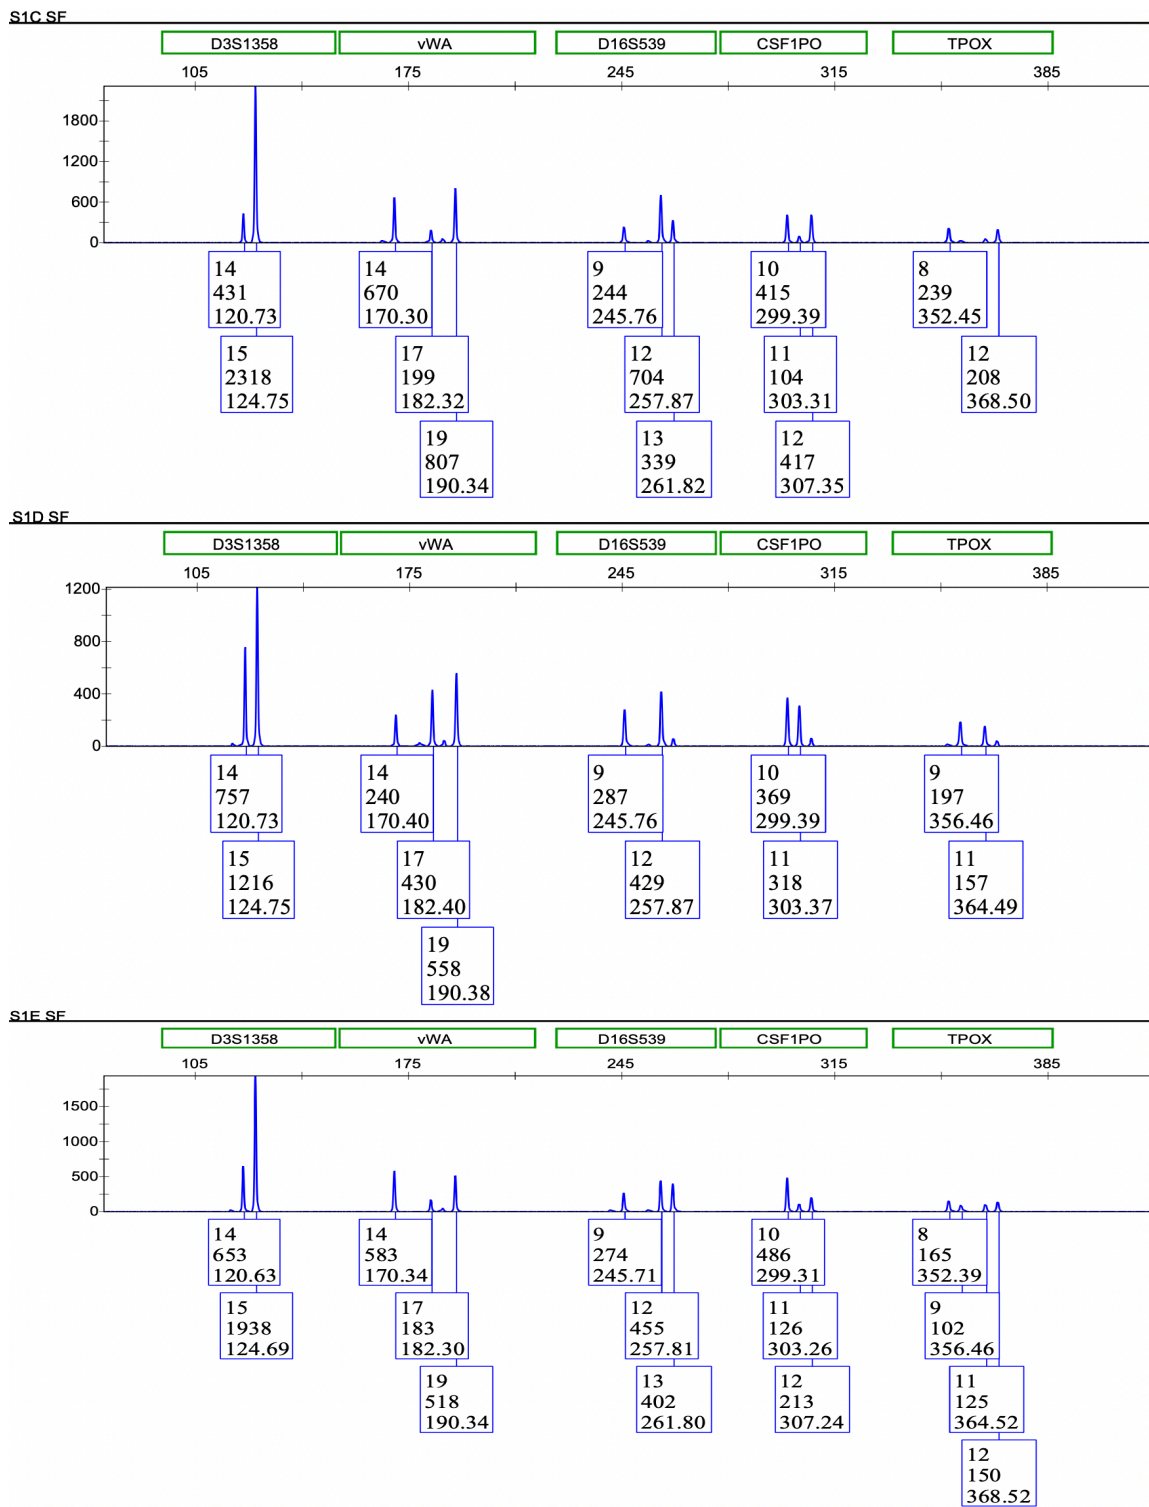 S1C SF
D3S1358 vWA D16S539 CSF1PO TPOX
105 175 245 315 385
1800
1200
600
0
14 14 9 10 8
431 670 244 415 239
120.73 170.30 245.76 299.39 352.45
15 17 12 11 12
2318 199 704 104 208
124.75 182.32 257.87 303.31 368.50
19 13 12
807 339 417
190.34 261.82 307.35
S1D SF
D3S1358 vWA D16S539 CSF1PO TPOX
105 175 245 315 385
1200
800
400
0
14 14 9 10 9
757 240 287 369 197
120.73 170.40 245.76 299.39 356.46
15 17 12 11 11
1216 430 429 318 157
124.75 182.40 257.87 303.37 364.49
19
558
190.38
S1E SF
D3S1358 vWA D16S539 CSF1PO TPOX
105 175 245 315 385
1500
1000
500
0
14 14 9 10 8
653 583 274 486 165
120.63 170.34 245.71 299.31 352.39
15 17 12 11 9
1938 183 455 126 102
124.69 182.30 257.81 303.26 356.46
19 13 12 11
518 402 213 125
190.34 261.80 307.24 364.52
12
150
368.52